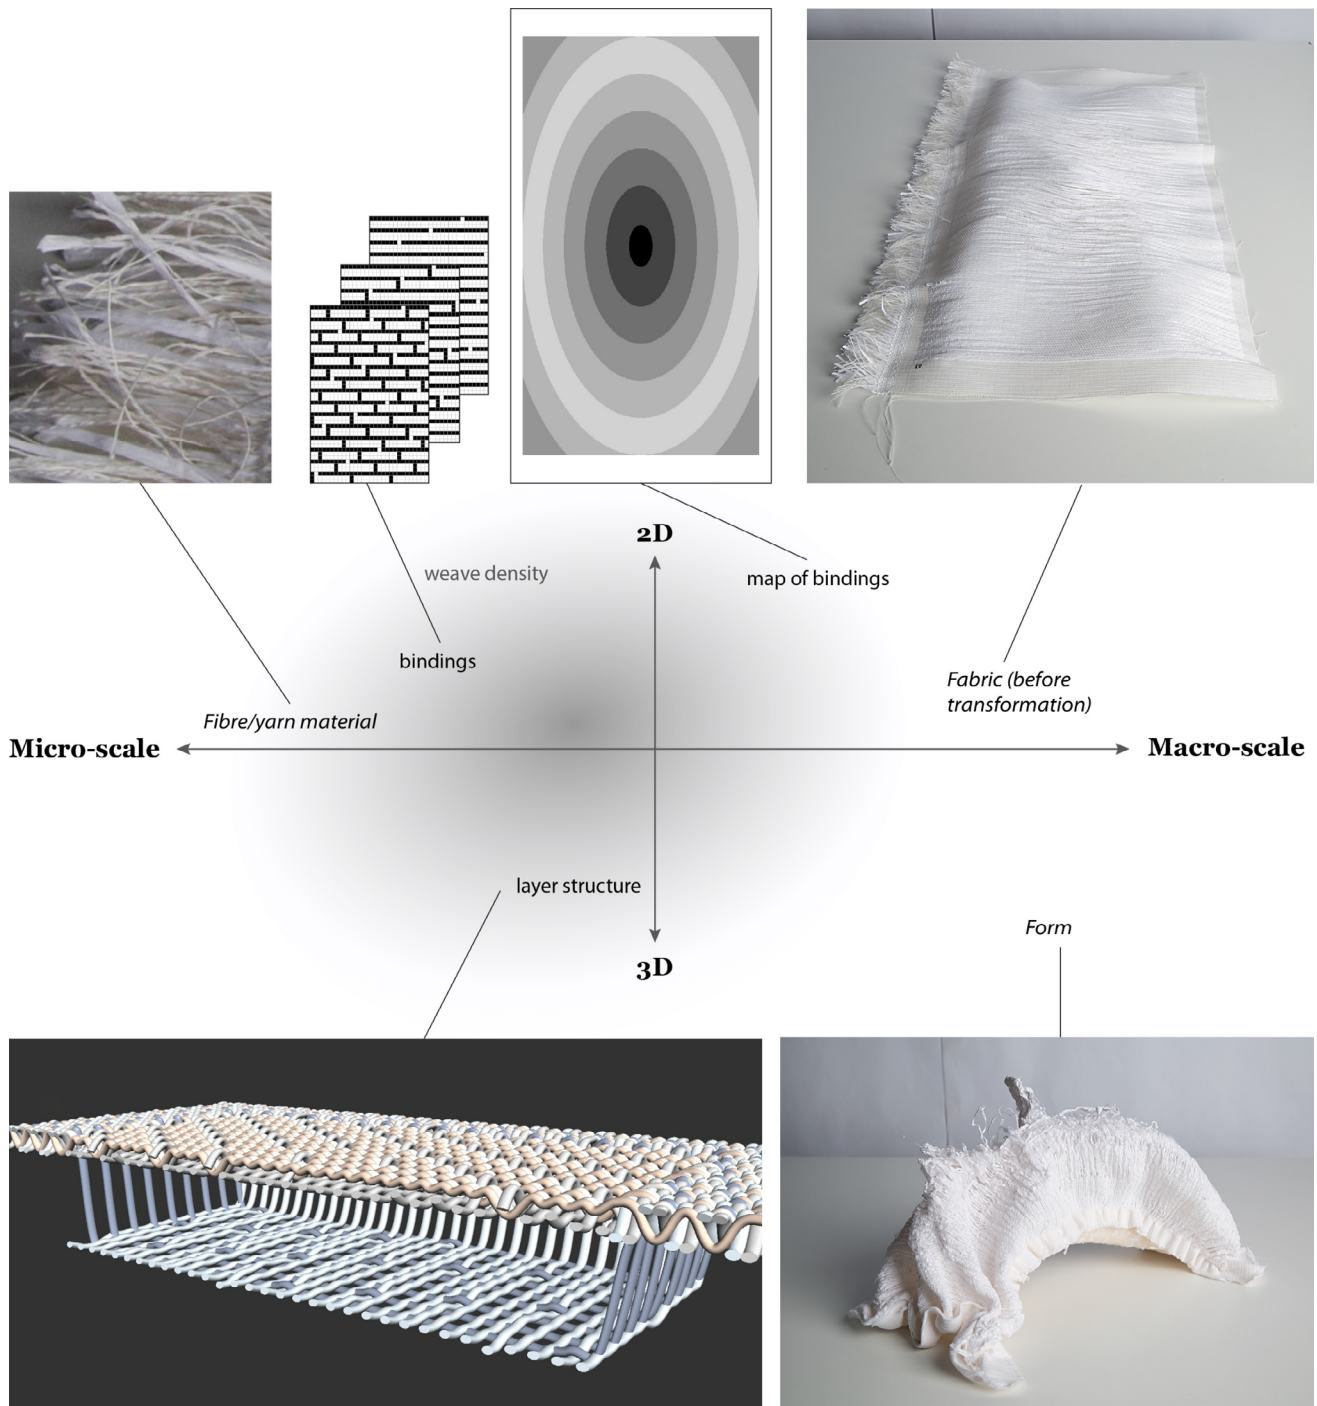 2D
weave density
map of bindings
bindings
Fabric (before
transformation)
Fibre/yarn material
Micro-scale
Macro-scale
layer structure
Form
3D